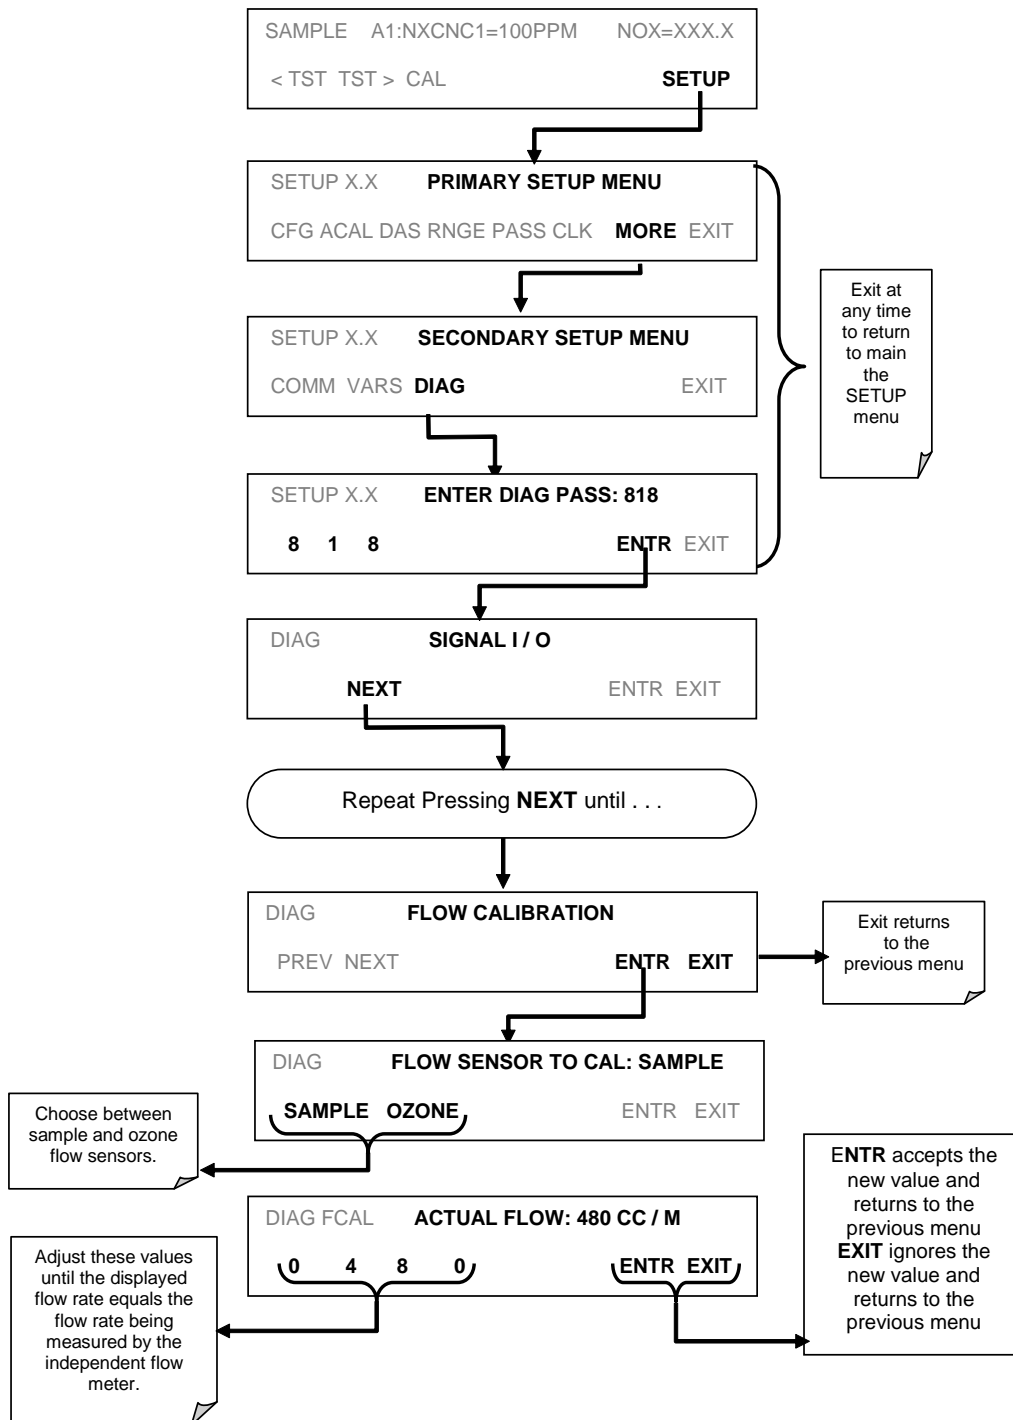 SAMPLE A1:NXCNC1=100PPM NOX=XXX.X
< TST TST > CAL SETUP
SETUP X.X PRIMARY SETUP MENU
CFG ACAL DAS RNGE PASS CLK MORE EXIT
Exit at
any time
to return
to main
the
SETUP
menu
SETUP X.X SECONDARY SETUP MENU
COMM VARS DIAG EXIT
SETUP X.X ENTER DIAG PASS: 818
8 1 8 ENTR EXIT
DIAG SIGNAL I / O
NEXT ENTR EXIT
Repeat Pressing NEXT until . . .
DIAG FLOW CALIBRATION
PREV NEXT ENTR EXIT
Exit returns
to the
previous menu
DIAG FLOW SENSOR TO CAL: SAMPLE
SAMPLE OZONE ENTR EXIT
Choose between
sample and ozone
flow sensors.
DIAG FCAL ACTUAL FLOW: 480 CC / M
0 4 8 0 ENTR EXIT
Adjust these values
until the displayed
flow rate equals the
flow rate being
measured by the
independent flow
meter.
ENTR accepts the
new value and
returns to the
previous menu
EXIT ignores the
new value and
returns to the
previous menu